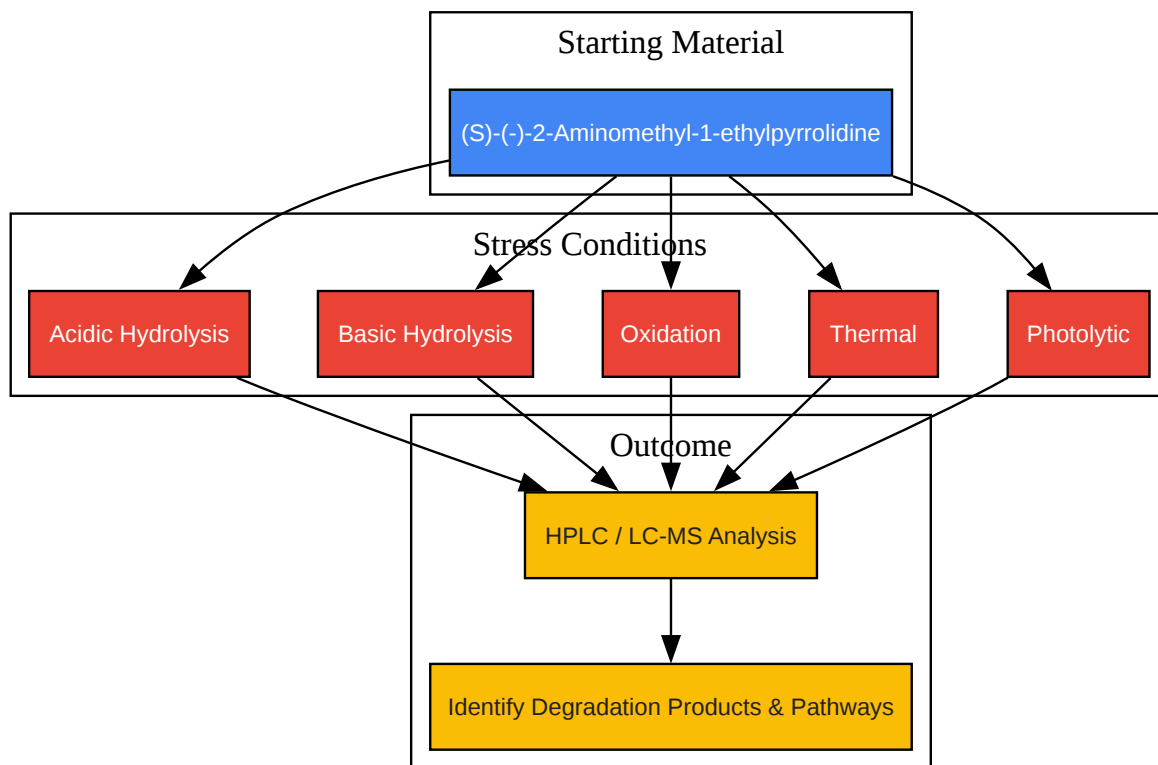 Starting Material
(S)-(-)-2-Aminomethyl-1-ethylpyrrolidine
Stress Conditions
Acidic Hydrolysis
Basic Hydrolysis
Oxidation
Thermal
Photolytic
Outcome
HPLC / LC-MS Analysis
Identify Degradation Products & Pathways